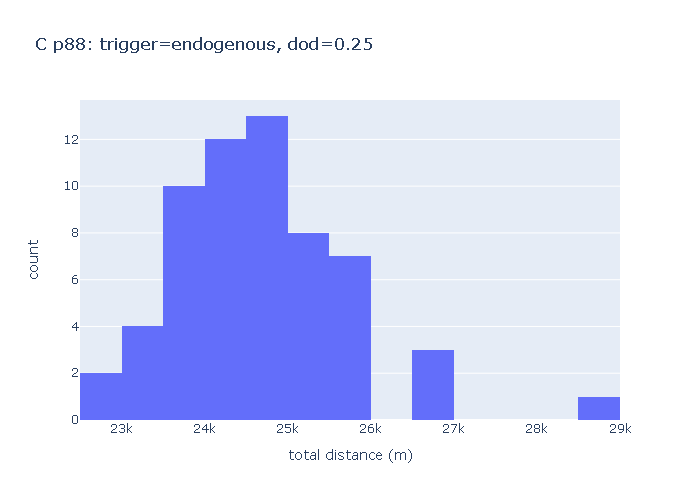 C p88: trigger=endogenous, dod=0.25
12
10
8
6
4
2
0
count
23k
24k
25k
26k
27k
28k
29k
total distance (m)